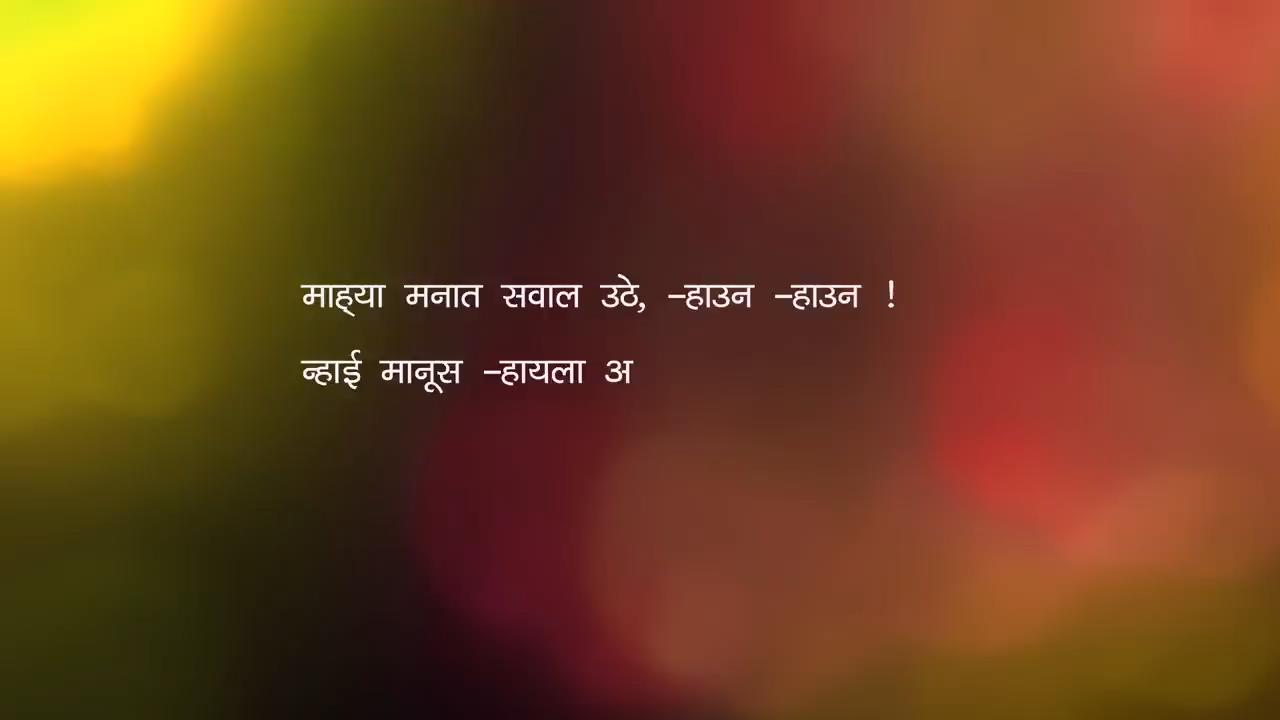 माह्या मनात सवाल उठे, –हाउन –हाउन !
न्हाई मानूस –हायला अ